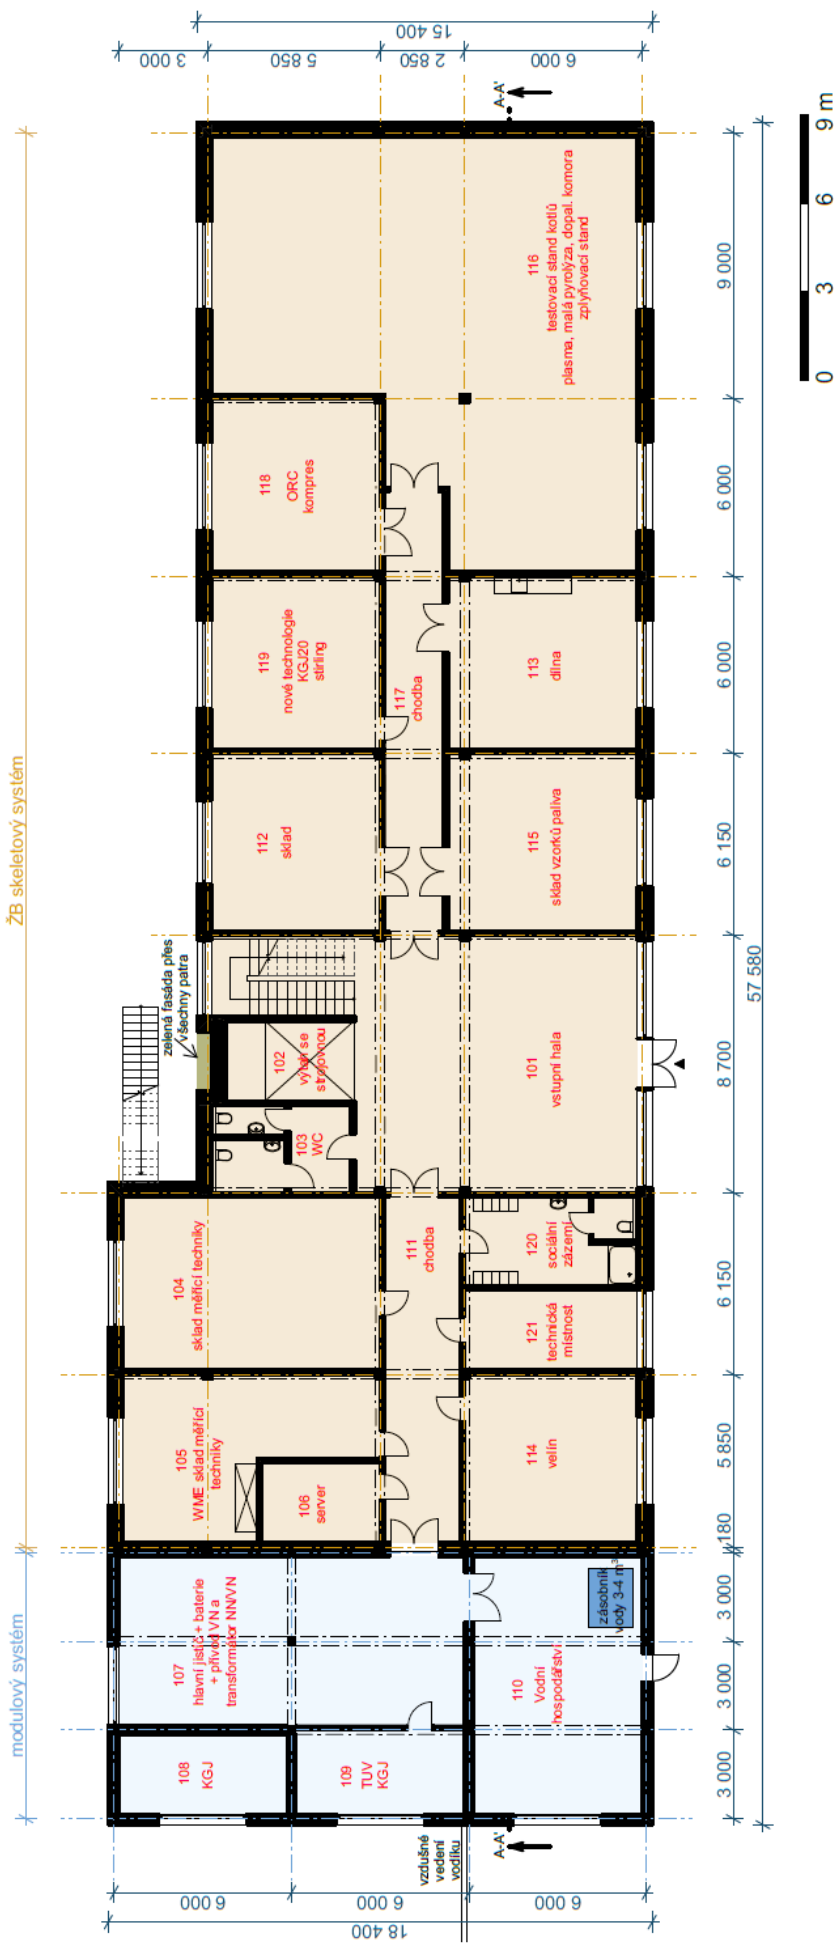 ŽB skeletový systém
modulový systém
zelená fasáda přes
všechny patra
15 400
3 000
5 850
2 850
6 000
A-A'
116
testovací stand kotlů
plasma, malá pyrolýza, dopal. komora
zplyňovací stand
118
ORC
kompres
119
nové technologie
KGJ20
stirling
117
chodba
113
dílna
112
sklad
115
sklad vzorků paliva
102
výtah se
strojovnou
103
WC
101
vstupní hala
104
sklad měřící techniky
111
chodba
120
sociální
zázemí
121
technická
místnost
105
WME sklad měřící
techniky
106
server
114
velín
107
hlavní jistič + baterie
+ přívod VN a
transformátor NN/VN
108
KGJ
109
TUV
KGJ
110
Vodní
hospodářství
zásobník
vody 3-4 m³
vzdušné
vedení
vodíku
A-A'
6 000
6 000
6 000
18 400
3 000
3 000
3 000
180
5 850
6 150
8 700
6 150
6 000
6 000
9 000
57 580
0
3
6
9 m